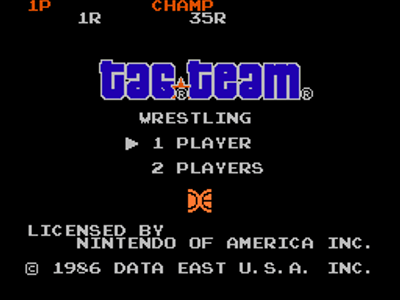 1P CHAMP
1R 35R
tag team®
®
WRESTLING
1 PLAYER
2 PLAYERS
LICENSED BY
NINTENDO OF AMERICA INC.
© 1986 DATA EAST U.S.A. INC.